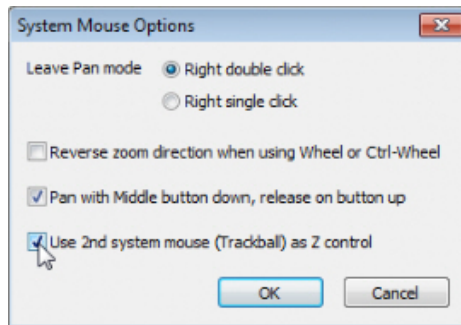 System Mouse Options
Leave Pan mode Right double click
Right single click
Reverse zoom direction when using Wheel or Ctrl-Wheel
Pan with Middle button down, release on button up
Use 2nd system mouse (Trackball) as Z control
OK Cancel